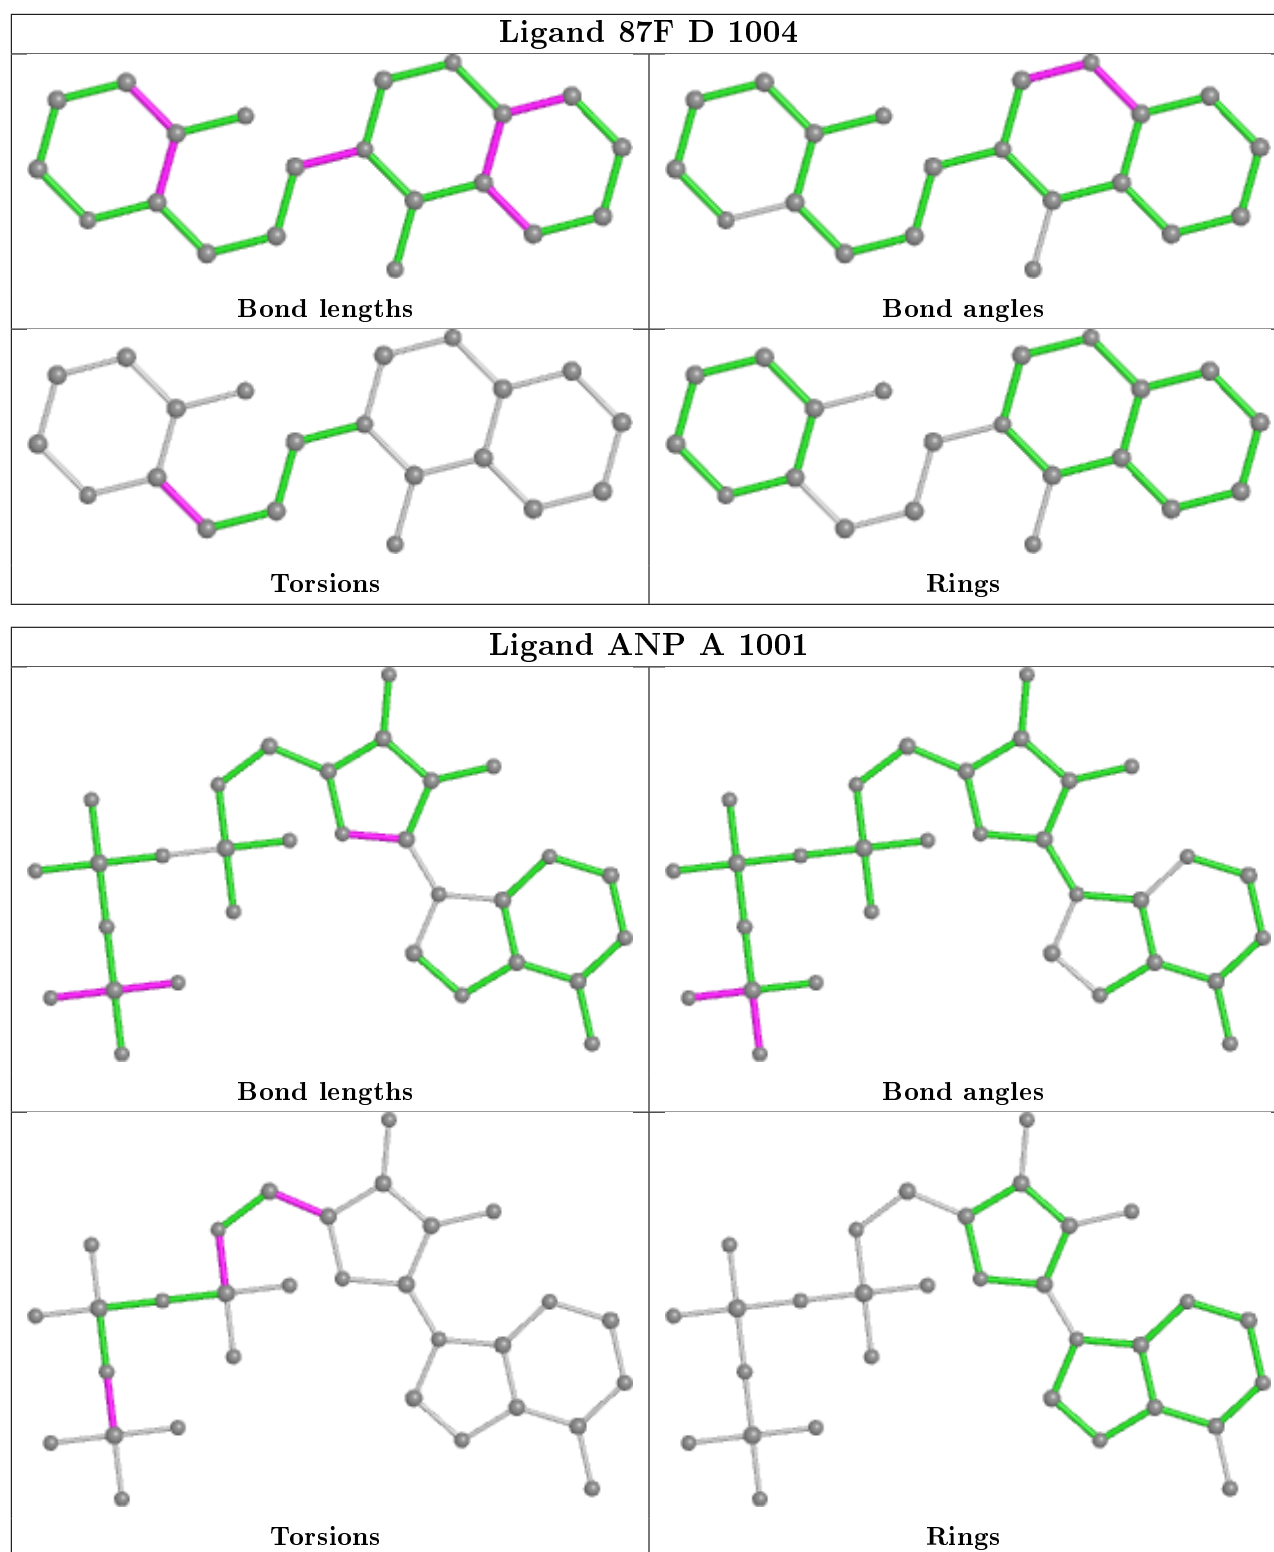 Ligand 87F D 1004
Bond lengths
Bond angles
Torsions
Rings
Ligand ANP A 1001
Bond lengths
Bond angles
Torsions
Rings